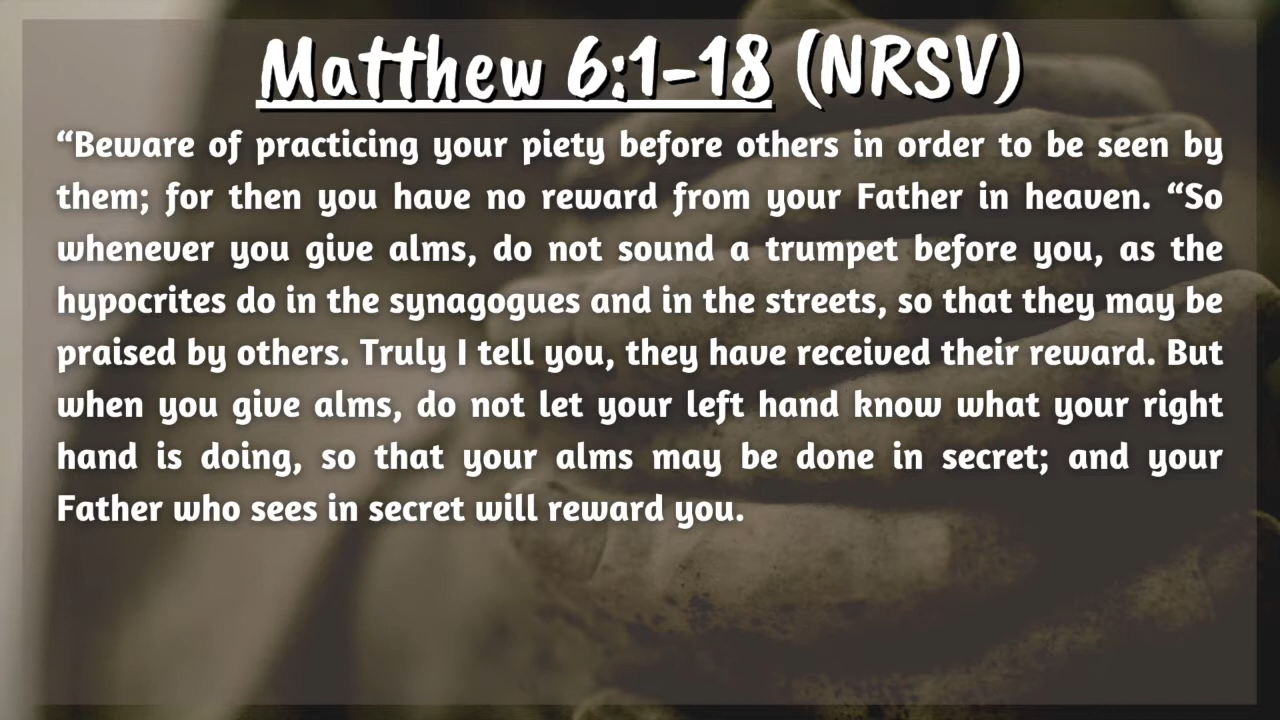 Matthew 6:1-18 (NRSV)
“Beware of practicing your piety before others in order to be seen by
them; for then you have no reward from your Father in heaven. “So
whenever you give alms, do not sound a trumpet before you, as the
hypocrites do in the synagogues and in the streets, so that they may be
praised by others. Truly I tell you, they have received their reward. But
when you give alms, do not let your left hand know what your right
hand is doing, so that your alms may be done in secret; and your
Father who sees in secret will reward you.